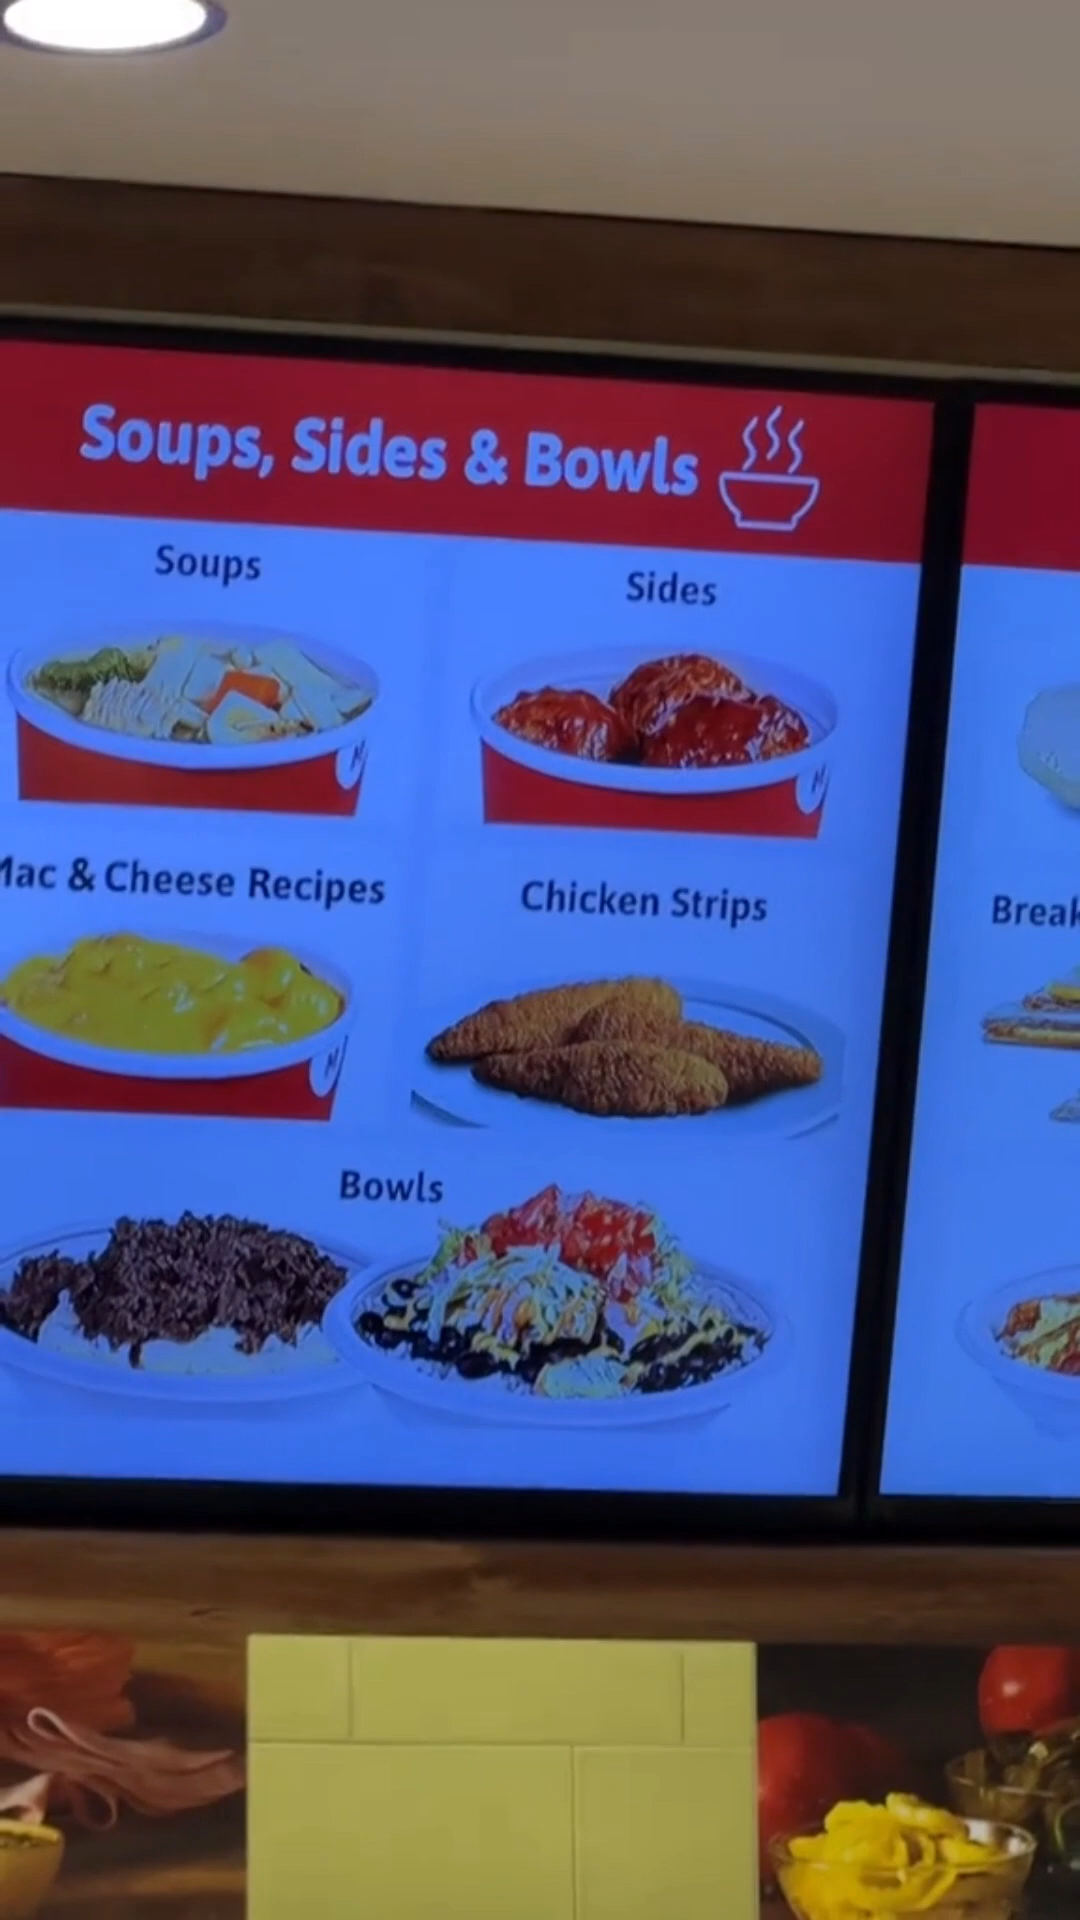 Soups, Sides & Bowls
Soups
Sides
Mac & Cheese Recipes
Chicken Strips
Bowls